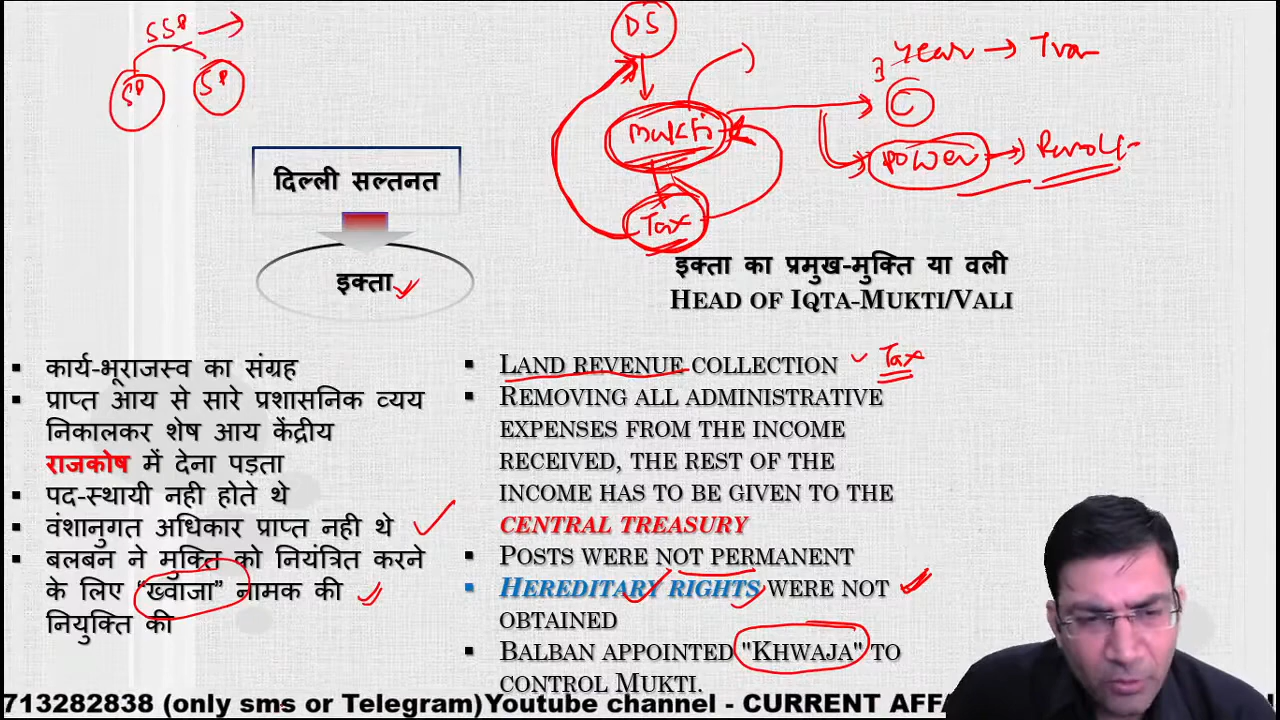 SSP
SP
SP
DS
Mukti
Tax
3 Year → Tran
C
Power → Revolt
दिल्ली सल्तनत
इक्ता
इक्ता का प्रमुख-मुक्ति या वली
HEAD OF IQTA-MUKTI/VALI
▪ कार्य-भूराजस्व का संग्रह
▪ प्राप्त आय से सारे प्रशासनिक व्यय
निकालकर शेष आय केंद्रीय
राजकोष में देना पड़ता
▪ पद-स्थायी नही होते थे
▪ वंशानुगत अधिकार प्राप्त नही थे
▪ बलबन ने मुक्ति को नियंत्रित करने
के लिए "ख्वाजा" नामक की
नियुक्ति की
▪ LAND REVENUE COLLECTION Tax
▪ REMOVING ALL ADMINISTRATIVE
EXPENSES FROM THE INCOME
RECEIVED, THE REST OF THE
INCOME HAS TO BE GIVEN TO THE
CENTRAL TREASURY
▪ POSTS WERE NOT PERMANENT
▪ HEREDITARY RIGHTS WERE NOT
OBTAINED
▪ BALBAN APPOINTED "KHWAJA" TO
CONTROL MUKTI.
713282838 (only sms or Telegram)Youtube channel - CURRENT AFFA